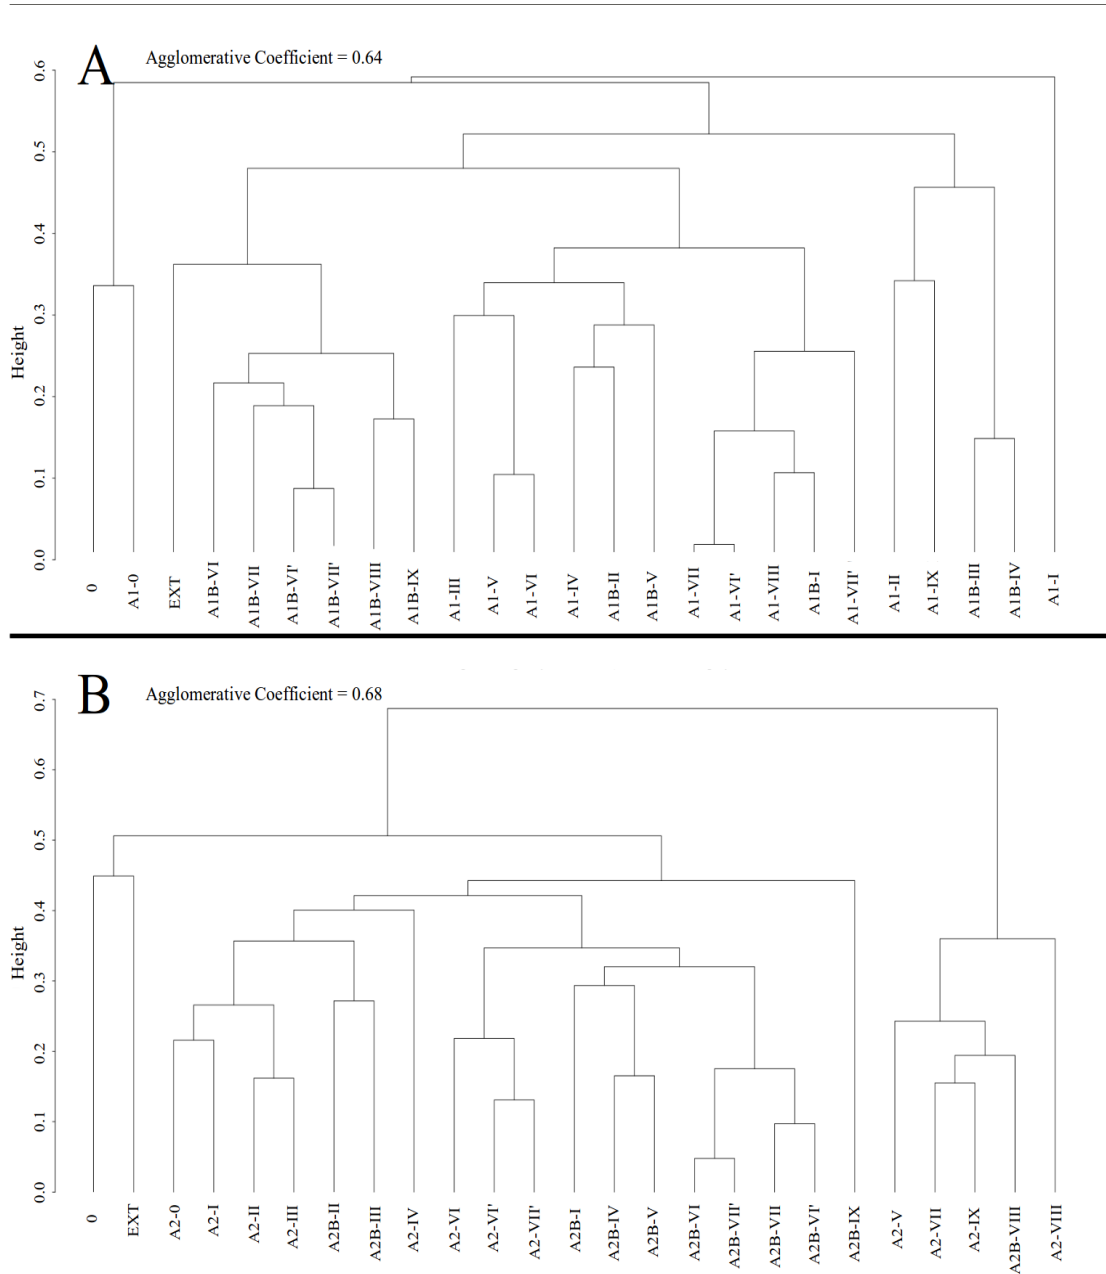 A
Agglomerative Coefficient = 0.64
Height
0.6
0.5
0.4
0.3
0.2
0.1
0.0
0
A1-0
EXT
A1B-VI
A1B-VII
A1B-VI'
A1B-VII'
A1B-VIII
A1B-IX
A1-III
A1-V
A1-VI
A1-IV
A1B-II
A1B-V
A1-VII
A1-VI'
A1-VIII
A1B-I
A1-VII'
A1-II
A1-IX
A1B-III
A1B-IV
A1-I
B
Agglomerative Coefficient = 0.68
Height
0.7
0.6
0.5
0.4
0.3
0.2
0.1
0.0
0
EXT
A2-0
A2-I
A2-II
A2-III
A2B-II
A2B-III
A2-IV
A2-VI
A2-VI'
A2-VII'
A2B-I
A2B-IV
A2B-V
A2B-VI
A2B-VII'
A2B-VII
A2B-VI'
A2B-IX
A2-V
A2-VII
A2-IX
A2B-VIII
A2-VIII